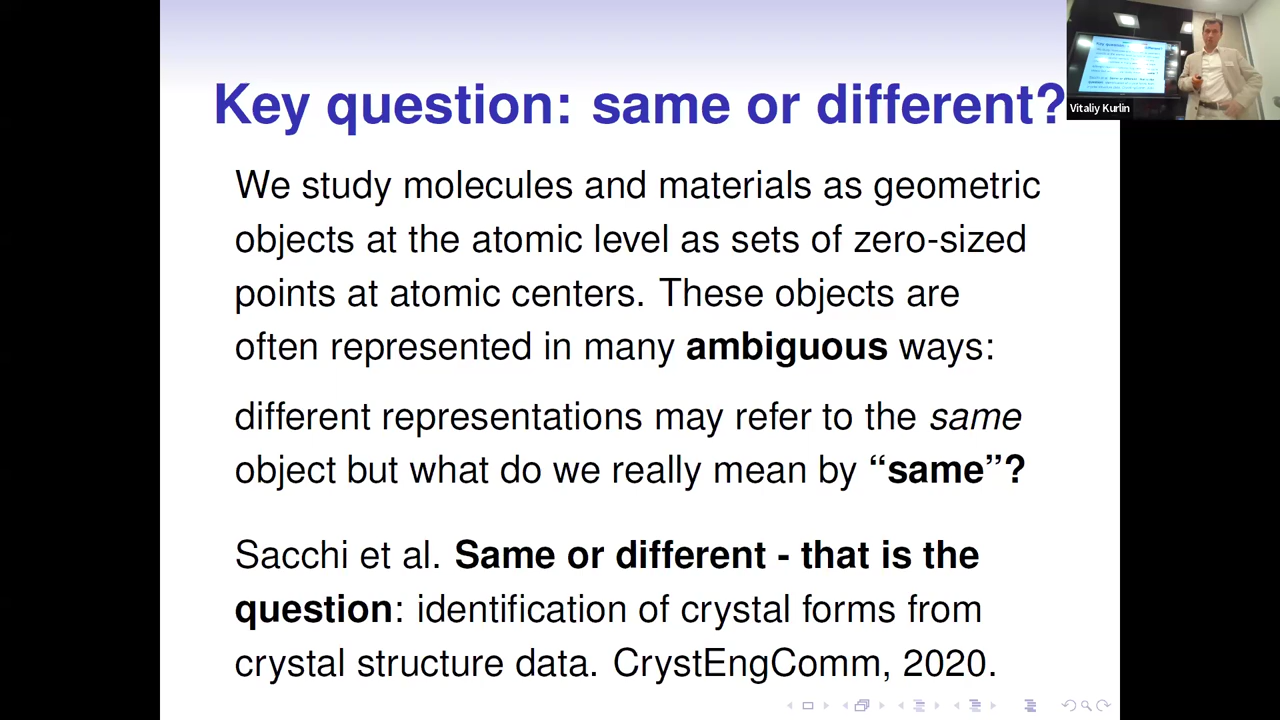 Key question: same or different?
We study molecules and materials as geometric
objects at the atomic level as sets of zero-sized
points at atomic centers. These objects are
often represented in many ambiguous ways:
different representations may refer to the same
object but what do we really mean by “same”?
Sacchi et al. Same or different - that is the
question: identification of crystal forms from
crystal structure data. CrystEngComm, 2020.
Vitaliy Kurlin